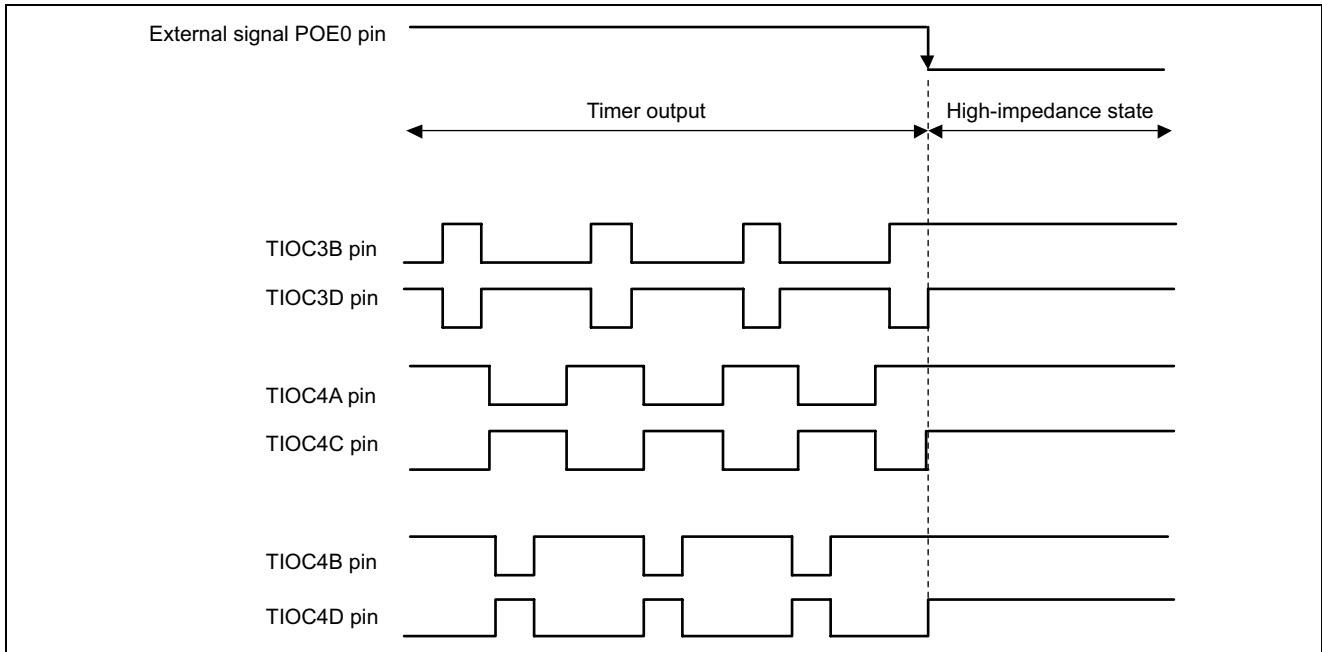 External signal POE0 pin
Timer output
High-impedance state
TIOC3B pin
TIOC3D pin
TIOC4A pin
TIOC4C pin
TIOC4B pin
TIOC4D pin